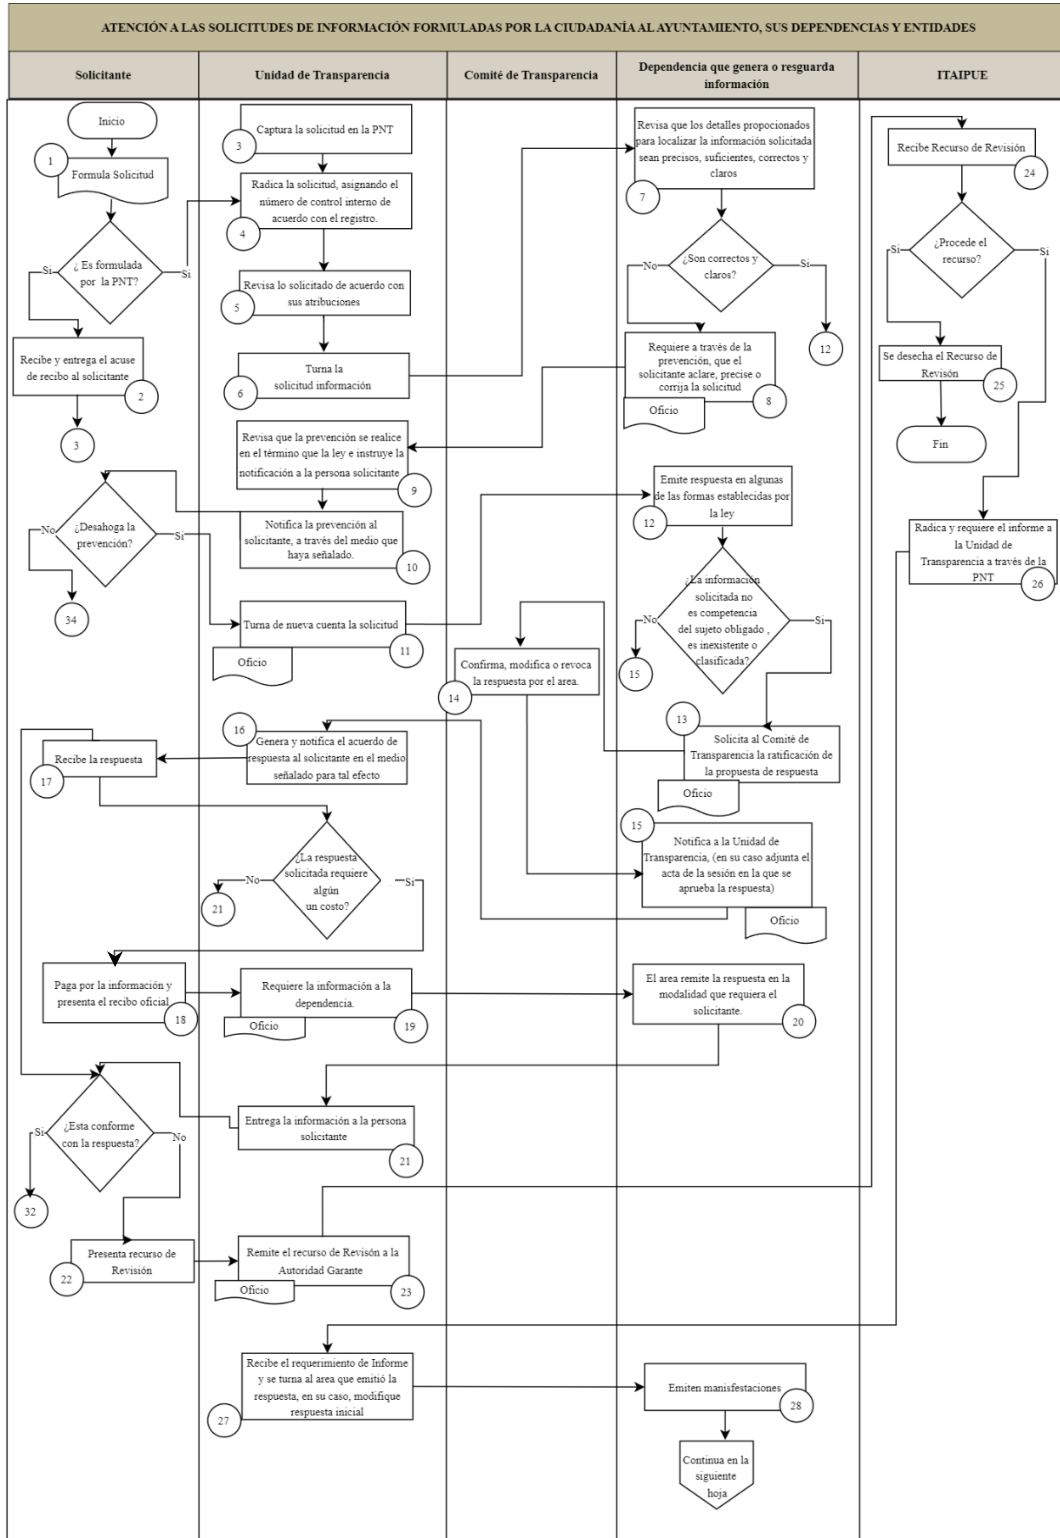 ATENCIÓN A LAS SOLICITUDES DE INFORMACIÓN FORMULADAS POR LA CIUDADANÍA AL AYUNTAMIENTO, SUS DEPENDENCIAS Y ENTIDADES
Solicitante
Unidad de Transparencia
Comité de Transparencia
Dependencia que genera o resguarda
información
ITAIPUE
Inicio
1
Formula Solicitud
¿ Es formulada
por la PNT?
Si
Si
Recibe y entrega el acuse
de recibo al solicitante
2
3
Captura la solicitud en la PNT
3
Radica la solicitud, asignando el
número de control interno de
acuerdo con el registro.
4
Revisa lo solicitado de acuerdo con
sus atribuciones
5
Turna la
solicitud información
6
Revisa que los detalles propocionados
para localizar la información solicitada
sean precisos, suficientes, correctos y
claros
7
¿Son correctos y
claros?
No
Si
12
Requiere a través de la
prevención, que el
solicitante aclare, precise o
corrija la solicitud
8
Oficio
Recibe Recurso de Revisión
24
¿Procede el
recurso?
Si
Si
Se desecha el Recurso de
Revisón
25
Fin
Revisa que la prevención se realice
en el término que la ley e instruye la
notificación a la persona solicitante
9
Notifica la prevención al
solicitante, a través del medio que
haya señalado.
10
¿Desahoga la
prevención?
No
Si
34
Turna de nueva cuenta la solicitud
11
Oficio
Emite respuesta en algunas
de las formas establecidas por
la ley
12
¿La información
solicitada no
es competencia
del sujeto obligado ,
es inexistente o
clasificada?
No
Si
15
Radica y requiere el informe a
la Unidad de
Transparencia a través de la
PNT
26
Confirma, modifica o revoca
la respuesta por el area.
14
13
Solicita al Comité de
Transparencia la ratificación de
la propuesta de respuesta
Oficio
16
Genera y notifica el acuerdo de
respuesta al solicitante en el medio
señalado para tal efecto
Recibe la respuesta
17
15
Notifica a la Unidad de
Transparencia, (en su caso adjunta el
acta de la sesión en la que se
aprueba la respuesta)
Oficio
¿La respuesta
solicitada requiere
algún
un costo?
No
Si
21
Paga por la información y
presenta el recibo oficial
18
Requiere la información a la
dependencia.
19
Oficio
El area remite la respuesta en la
modalidad que requiera el
solicitante.
20
Entrega la información a la persona
solicitante
21
¿Esta conforme
con la respuesta?
Si
No
32
Presenta recurso de
Revisión
22
Remite el recurso de Revisón a la
Autoridad Garante
23
Oficio
Recibe el requerimiento de Informe
y se turna al area que emitió la
respuesta, en su caso, modifique
respuesta inicial
27
Emiten manisfestaciones
28
Continua en la
siguiente
hoja